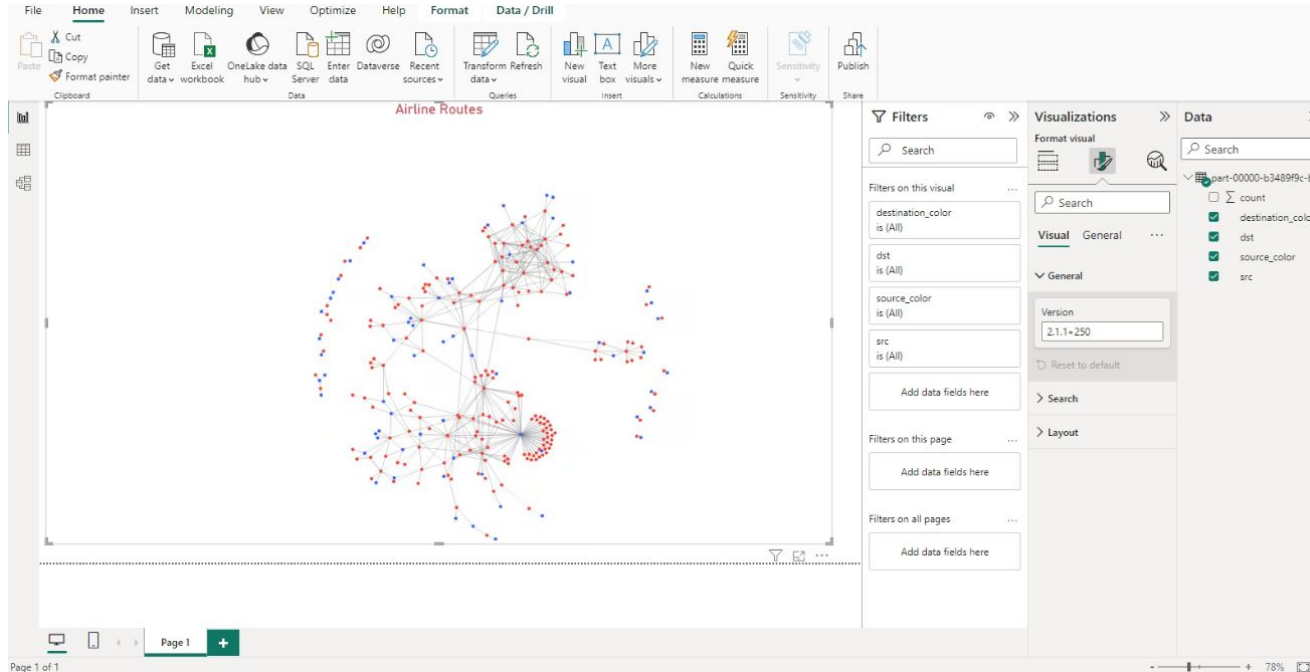 File Home Insert Modeling View Optimize Help Format Data / Drill
Paste
Cut
Copy
Format painter
Clipboard
Get data
Excel workbook
OneLake data hub
SQL Server
Enter data
Dataverse
Recent sources
Data
Transform data
Refresh
Queries
New visual
Text box
More visuals
Insert
New measure
Quick measure
Calculations
Sensitivity
Sensitivity
Publish
Share
Airline Routes
Filters
Search
Filters on this visual ...
destination_color
is (All)
dst
is (All)
source_color
is (All)
src
is (All)
Add data fields here
Filters on this page ...
Add data fields here
Filters on all pages ...
Add data fields here
Visualizations
Format visual
Search
Visual General ...
General
Version
2.1.1+250
Reset to default
Search
Layout
Data
Search
part-00000-b3489f9c-
∑ count
destination_colo
dst
source_color
src
Page 1 +
Page 1 of 1
- + 78%